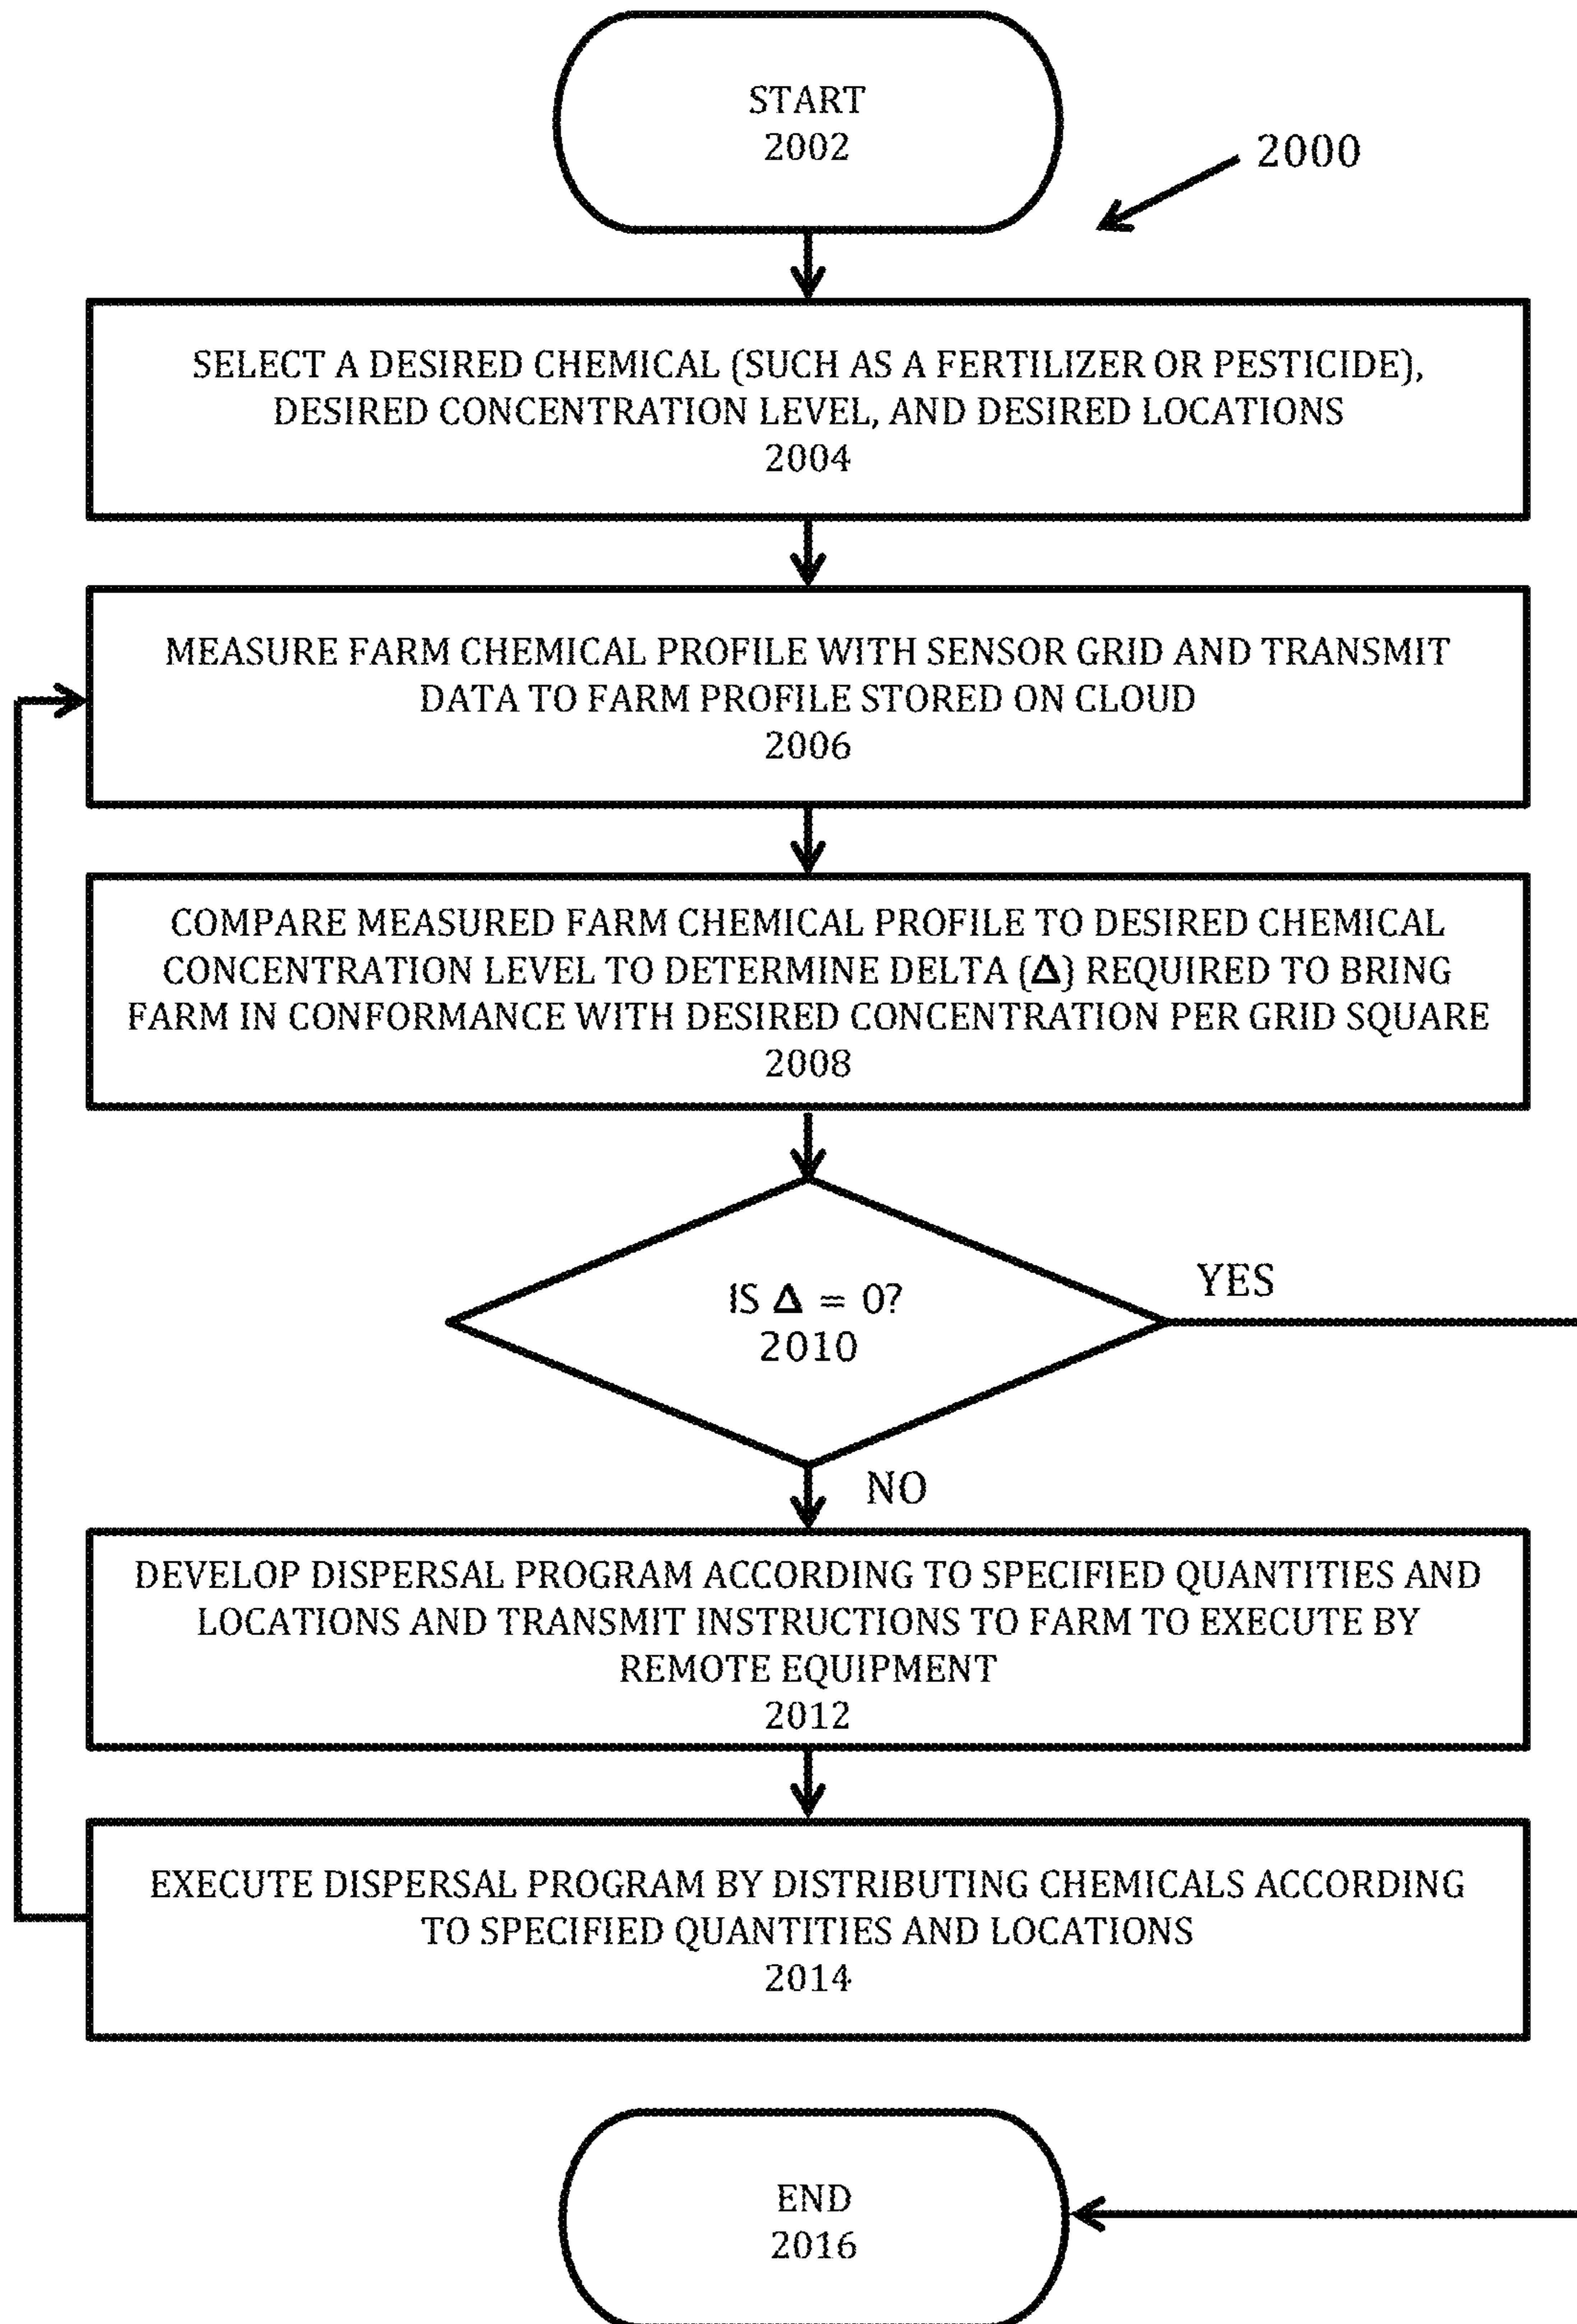 START
2002
2000
SELECT A DESIRED CHEMICAL (SUCH AS A FERTILIZER OR PESTICIDE),
DESIRED CONCENTRATION LEVEL, AND DESIRED LOCATIONS
2004
MEASURE FARM CHEMICAL PROFILE WITH SENSOR GRID AND TRANSMIT
DATA TO FARM PROFILE STORED ON CLOUD
2006
COMPARE MEASURED FARM CHEMICAL PROFILE TO DESIRED CHEMICAL
CONCENTRATION LEVEL TO DETERMINE DELTA (Δ) REQUIRED TO BRING
FARM IN CONFORMANCE WITH DESIRED CONCENTRATION PER GRID SQUARE
2008
IS Δ = 0?
2010
YES
NO
DEVELOP DISPERSAL PROGRAM ACCORDING TO SPECIFIED QUANTITIES AND
LOCATIONS AND TRANSMIT INSTRUCTIONS TO FARM TO EXECUTE BY
REMOTE EQUIPMENT
2012
EXECUTE DISPERSAL PROGRAM BY DISTRIBUTING CHEMICALS ACCORDING
TO SPECIFIED QUANTITIES AND LOCATIONS
2014
END
2016